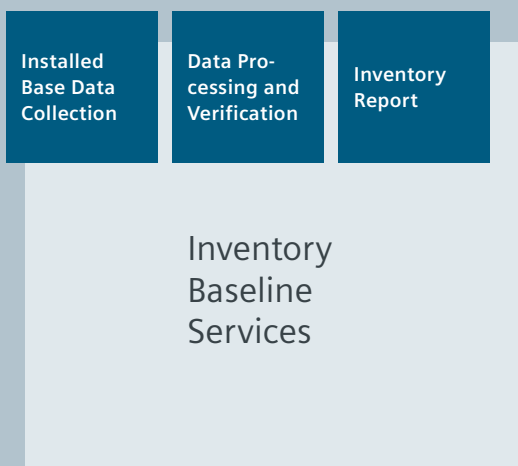 Installed
Base Data
Collection
Data Pro-
cessing and
Verification
Inventory
Report
Inventory
Baseline
Services